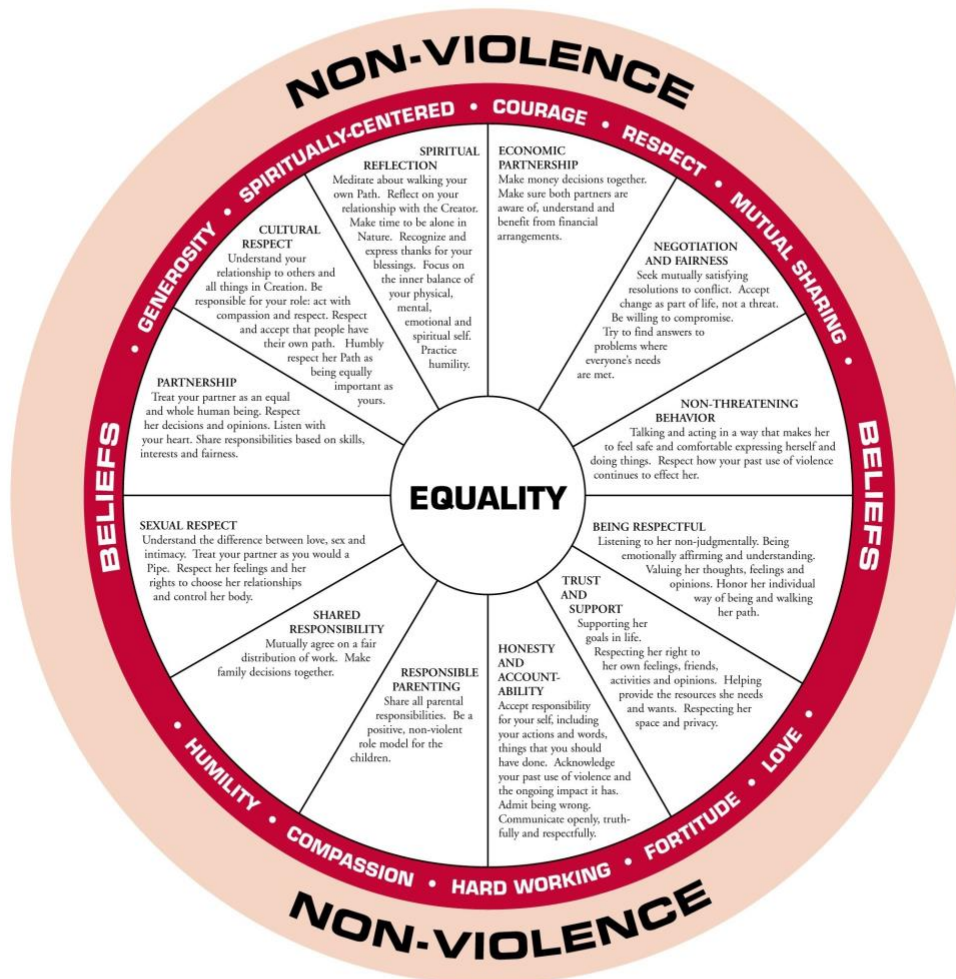 NON-VIOLENCE
BELIEFS
• GENEROSITY • SPIRITUALLY-CENTERED • COURAGE • RESPECT • MUTUAL SHARING •
BELIEFS
SPIRITUAL
REFLECTION
Meditate about walking your
own Path. Reflect on your
relationship with the Creator.
Make time to be alone in
Nature. Recognize and
express thanks for your
blessings. Focus on
the inner balance of
your physical,
mental,
emotional and
spiritual self.
Practice
humility.
ECONOMIC
PARTNERSHIP
Make money decisions together.
Make sure both partners are
aware of, understand and
benefit from financial
arrangements.
NEGOTIATION
AND FAIRNESS
Seek mutually satisfying
resolutions to conflict. Accept
change as part of life, not a threat.
Be willing to compromise.
Try to find answers to
problems where
everyone's needs
are met.
NON-THREATENING
BEHAVIOR
Talking and acting in a way that makes her
to feel safe and comfortable expressing herself and
doing things. Respect how your past use of violence
continues to effect her.
BEING RESPECTFUL
Listening to her non-judgmentally. Being
emotionally affirming and understanding.
Valuing her thoughts, feelings and
opinions. Honor her individual
way of being and walking
her path.
TRUST
AND
SUPPORT
Supporting her
goals in life.
Respecting her right to
her own feelings, friends,
activities and opinions. Helping
provide the resources she needs
and wants. Respecting her
space and privacy.
HONESTY
AND
ACCOUNT-
ABILITY
Accept responsibility
for your self, including
your actions and words,
things that you should
have done. Acknowledge
your past use of violence and
the ongoing impact it has.
Admit being wrong.
Communicate openly, truth-
fully and respectfully.
RESPONSIBLE
PARENTING
Share all parental
responsibilities. Be a
positive, non-violent
role model for the
children.
SHARED
RESPONSIBILITY
Mutually agree on a fair
distribution of work. Make
family decisions together.
SEXUAL RESPECT
Understand the difference between love, sex and
intimacy. Treat your partner as you would a
Pipe. Respect her feelings and her
rights to choose her relationships
and control her body.
PARTNERSHIP
Treat your partner as an equal
and whole human being. Respect
her decisions and opinions. Listen with
your heart. Share responsibilities based on skills,
interests and fairness.
CULTURAL
RESPECT
Understand your
relationship to others and
all things in Creation. Be
responsible for your role: act with
compassion and respect. Respect
and accept that people have
their own path. Humbly
respect her Path as
being equally
important as
yours.
EQUALITY
• HUMILITY • COMPASSION • HARD WORKING • FORTITUDE • LOVE •
NON-VIOLENCE